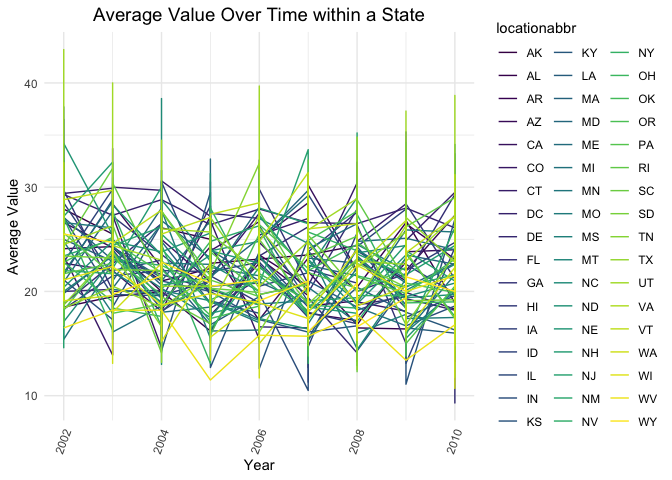 Average Value Over Time within a State
Average Value
40
30
20
10
2002
2004
2006
2008
2010
Year
locationabbr
AK KY NY
AL LA OH
AR MA OK
AZ MD OR
CA ME PA
CO MI RI
CT MN SC
DC MO SD
DE MS TN
FL MT TX
GA NC UT
HI ND VA
IA NE VT
ID NH WA
IL NJ WI
IN NM WV
KS NV WY